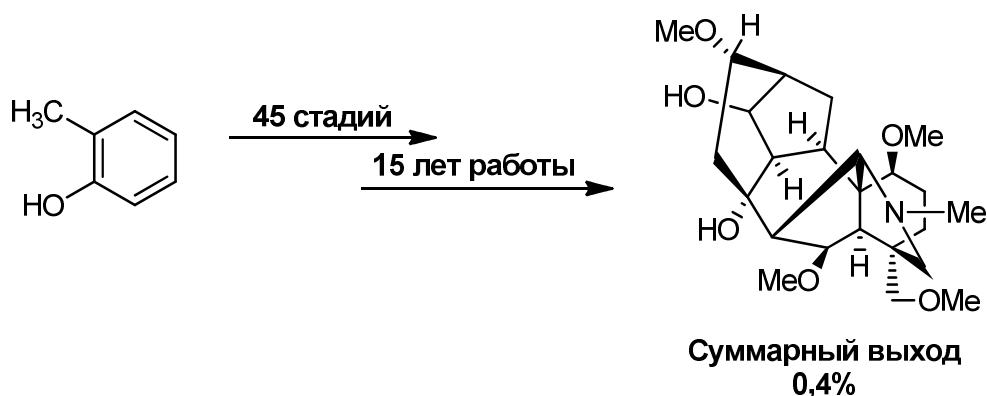 H₃C
HO
45 стадий
15 лет работы
MeO
H
HO
H
OMe
H
N
Me
HO
MeO
H
OMe
Суммарный выход
0,4%